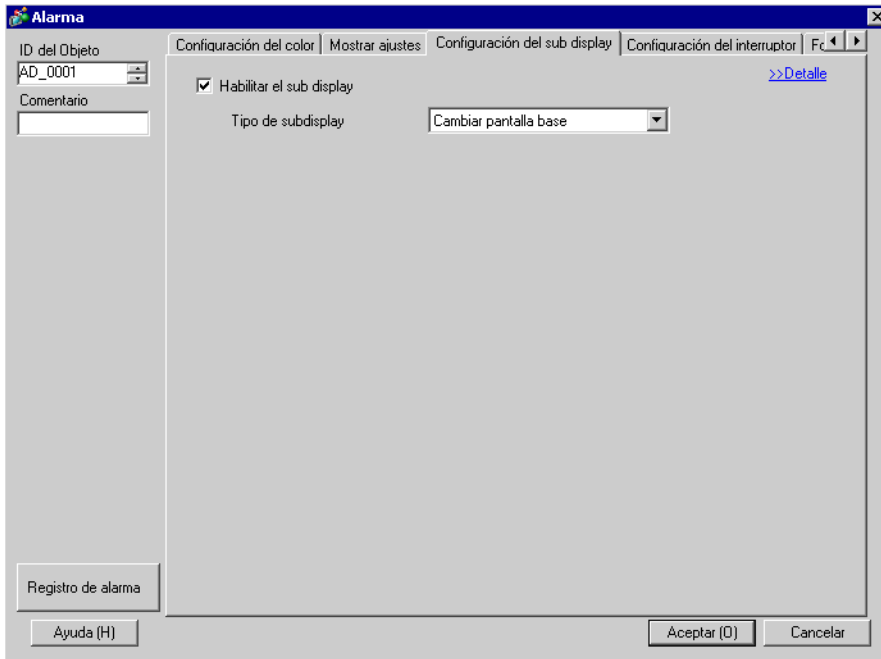 Alarma
ID del Objeto
AD_0001
Comentario
Configuración del color
Mostrar ajustes
Configuración del sub display
Configuración del interruptor
>>Detalle
Habilitar el sub display
Tipo de subdisplay
Cambiar pantalla base
Registro de alarma
Ayuda (H)
Aceptar (O)
Cancelar